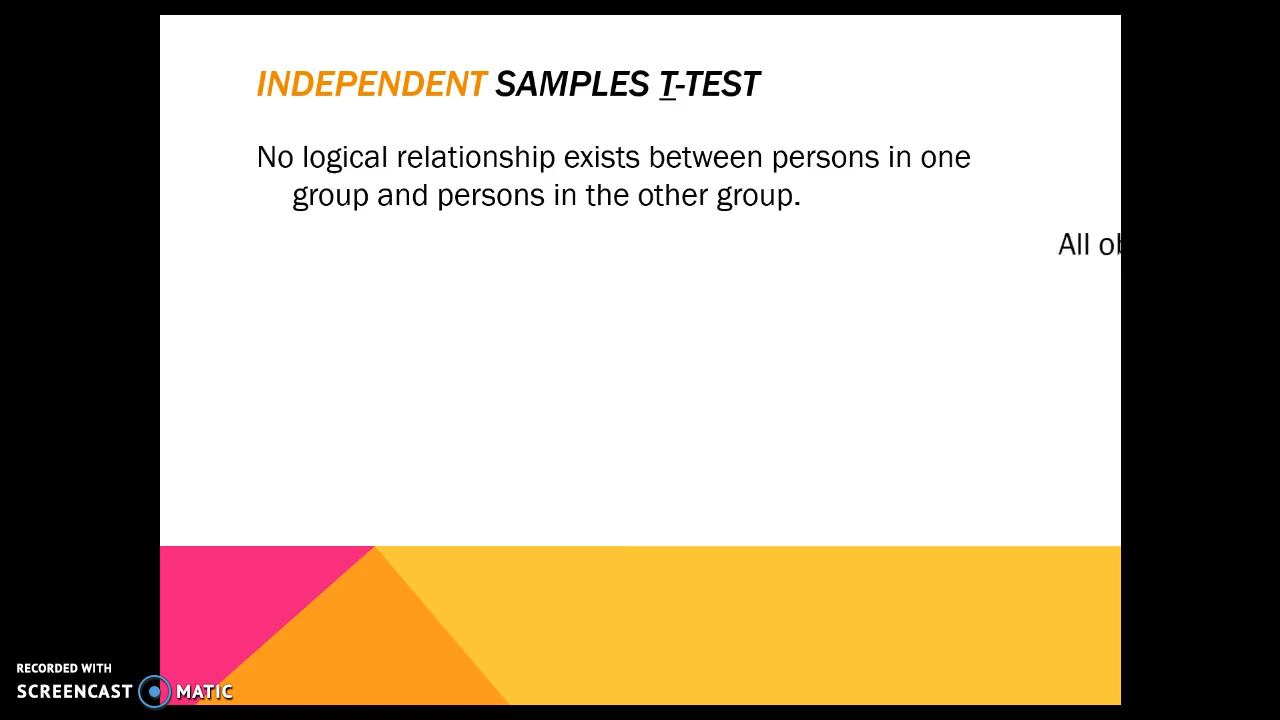 INDEPENDENT SAMPLES T-TEST
No logical relationship exists between persons in one
group and persons in the other group.
All
RECORDED WITH
SCREENCAST MATIC